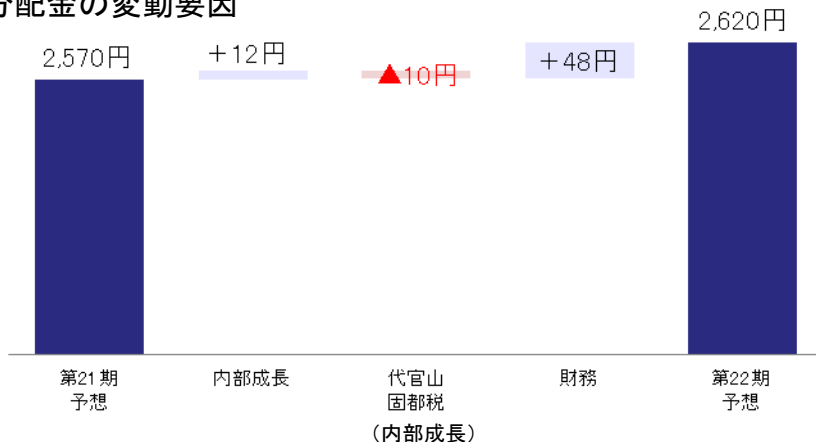 分配金の変動要因
2,570円
+12円
▲10円
+48円
2,620円
第21期
予想
内部成長
代官山
固都税
(内部成長)
財務
第22期
予想